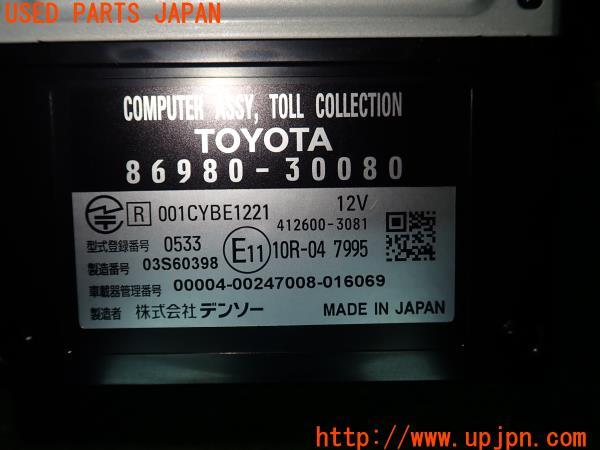 USED PARTS JAPAN
COMPUTER ASSY, TOLL COLLECTION
TOYOTA
86980-30080
R 001CYBE1221 12V
412600-3081
型式登録番号 0533 E11 10R-04 7995
製造番号 03S60398
車載器管理番号 00004-00247008-016069
製造者 株式会社デンソー MADE IN JAPAN
JPN
http://www.upjpn.com